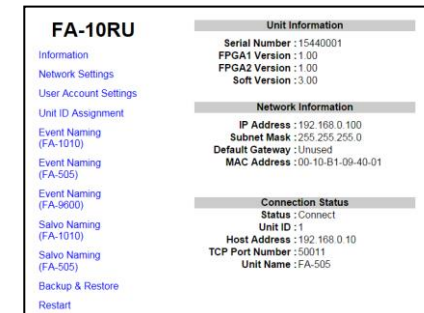 FA-10RU
Information
Network Settings
User Account Settings
Unit ID Assignment
Event Naming
(FA-1010)
Event Naming
(FA-505)
Event Naming
(FA-9600)
Salvo Naming
(FA-1010)
Salvo Naming
(FA-505)
Backup & Restore
Restart
Unit Information
Serial Number : 15440001
FPGA1 Version : 1.00
FPGA2 Version : 1.00
Soft Version : 3.00
Network Information
IP Address : 192.168.0.100
Subnet Mask : 255.255.255.0
Default Gateway : Unused
MAC Address : 00-10-B1-09-40-01
Connection Status
Status : Connect
Unit ID : 1
Host Address : 192.168.0.10
TCP Port Number : 50011
Unit Name : FA-505